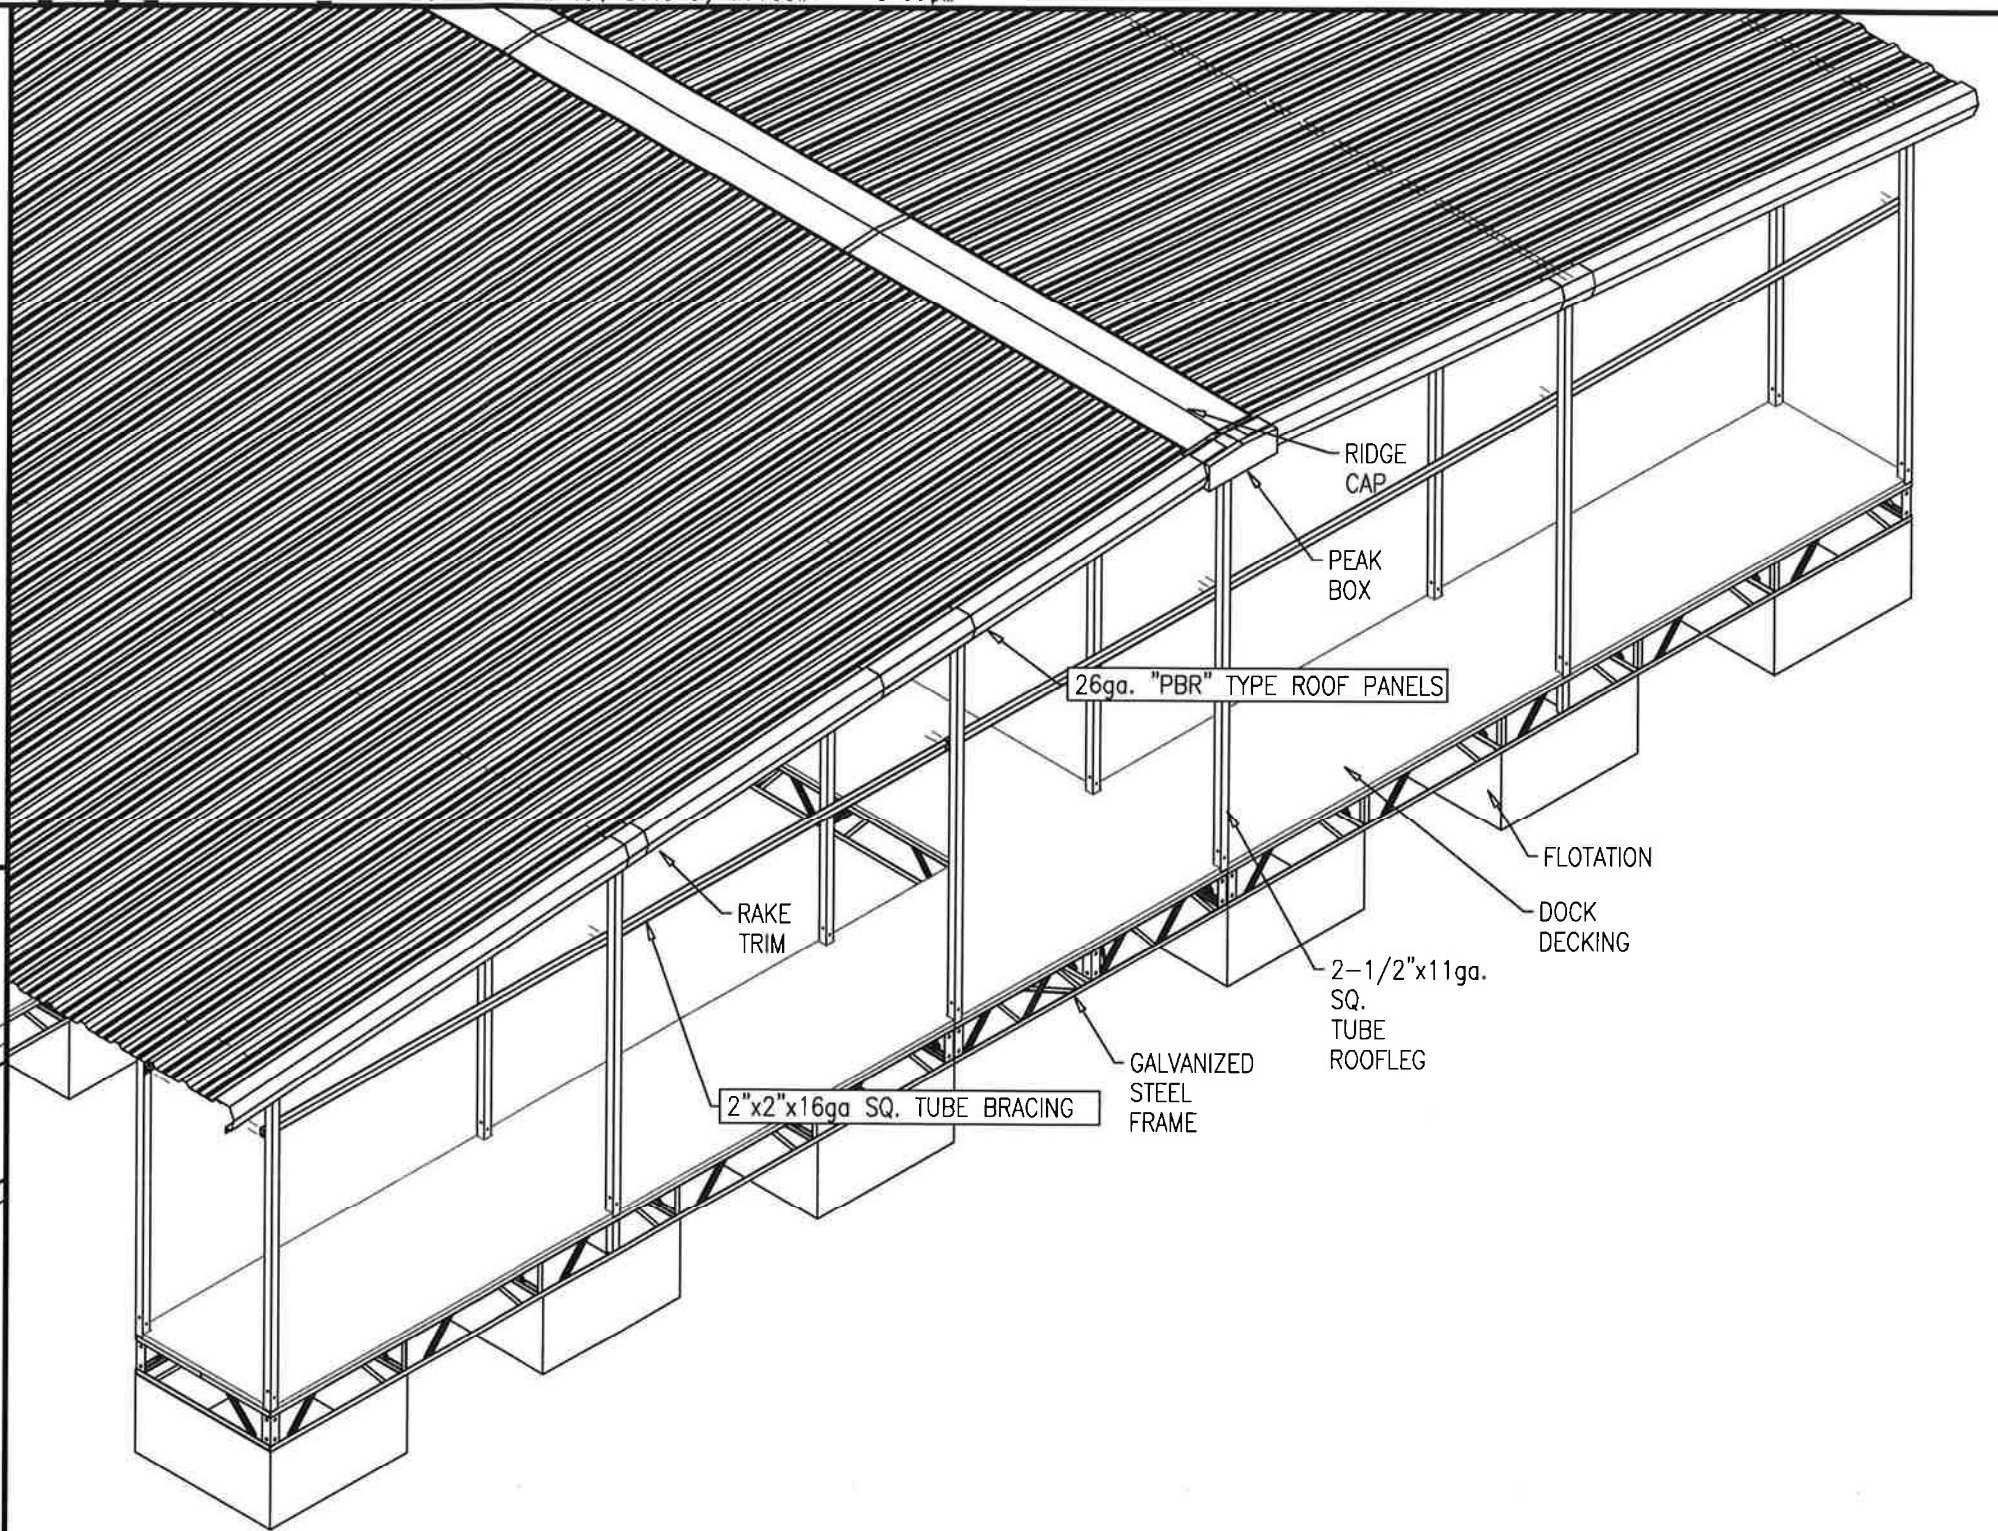 RIDGE
CAP
PEAK
BOX
26ga. "PBR" TYPE ROOF PANELS
FLOTATION
RAKE
TRIM
DOCK
DECKING
2-1/2"x11ga.
SQ.
TUBE
ROOFLEG
GALVANIZED
STEEL
FRAME
2"x2"x16ga SQ. TUBE BRACING